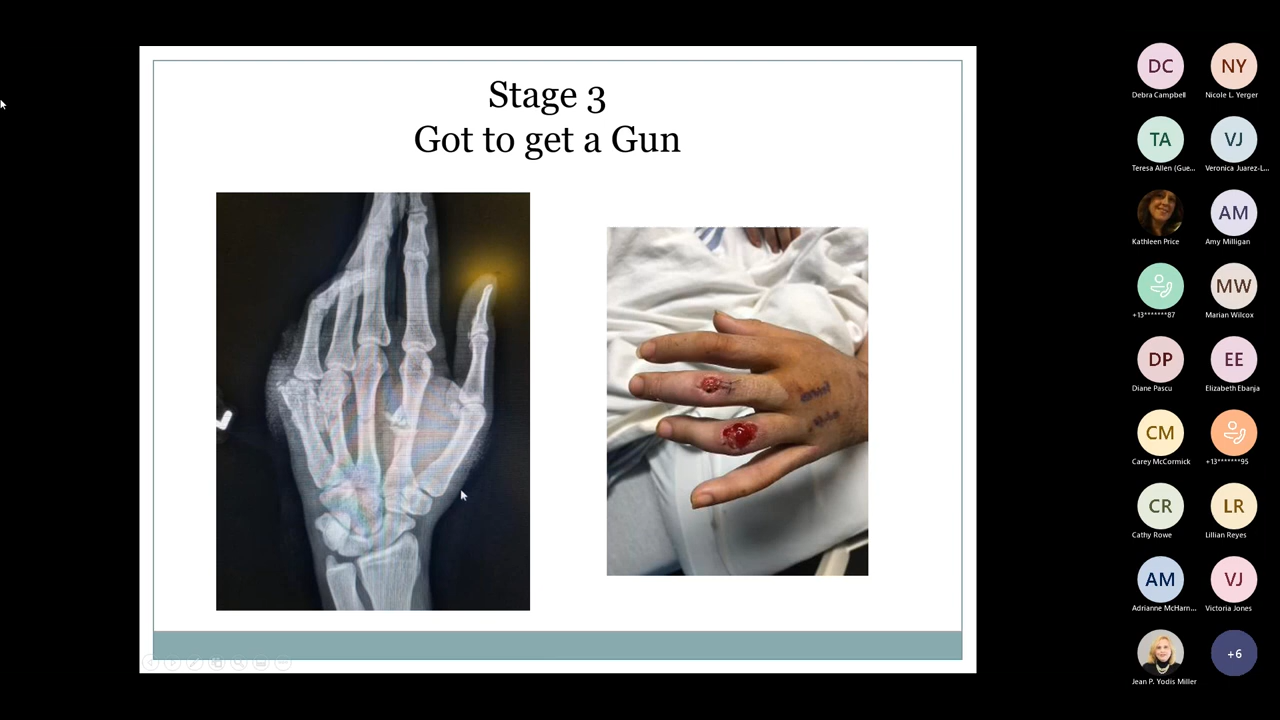 Stage 3
Got to get a Gun
DC
Debra Campbell
NY
Nicole L. Yerger
TA
Teresa Allen (Gue...
VJ
Veronica Juarez-L...
Kathleen Price
AM
Amy Milligan
+13*******87
MW
Marian Wilcox
DP
Diane Pascu
EE
Elizabeth Ebanja
CM
Carey McCormick
+13*******95
CR
Cathy Rowe
LR
Lillian Reyes
AM
Adrianne McHarn...
VJ
Victoria Jones
Jean P. Yodis Miller
+6